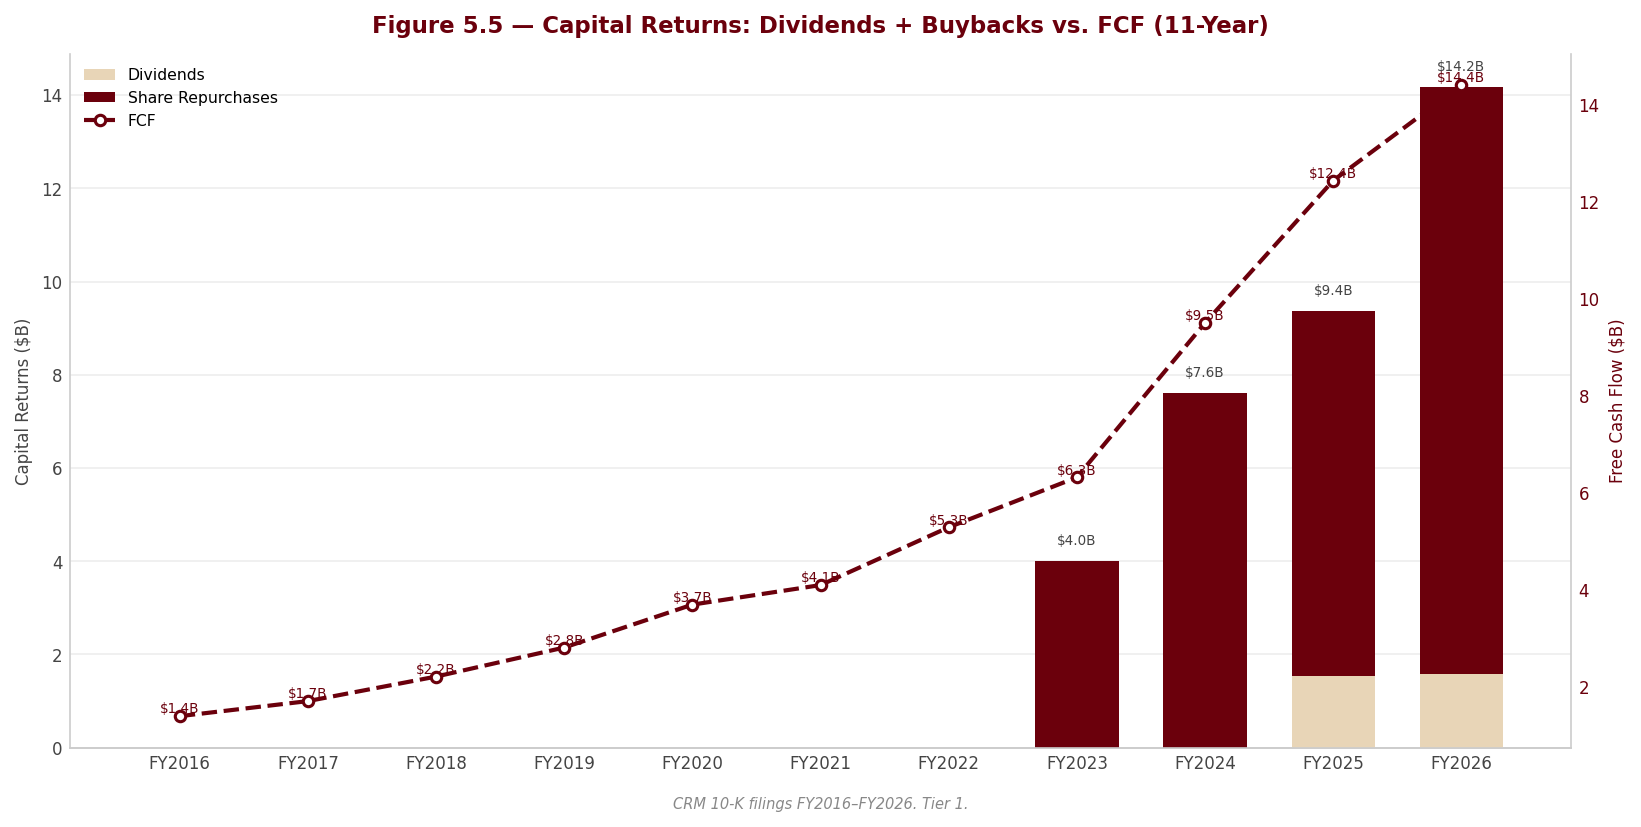 Figure 5.5 — Capital Returns: Dividends + Buybacks vs. FCF (11-Year)
Dividends
Share Repurchases
FCF
Capital Returns ($B)
14
12
10
8
6
4
2
0
$1.4B
$1.7B
$2.2B
$2.8B
$3.7B
$4.1B
$5.3B
$6.3B
$9.5B
$12.4B
$14.4B
$4.0B
$7.6B
$9.4B
$14.2B
14
12
10
8
6
4
2
Free Cash Flow ($B)
FY2016 FY2017 FY2018 FY2019 FY2020 FY2021 FY2022 FY2023 FY2024 FY2025 FY2026
CRM 10-K filings FY2016–FY2026. Tier 1.